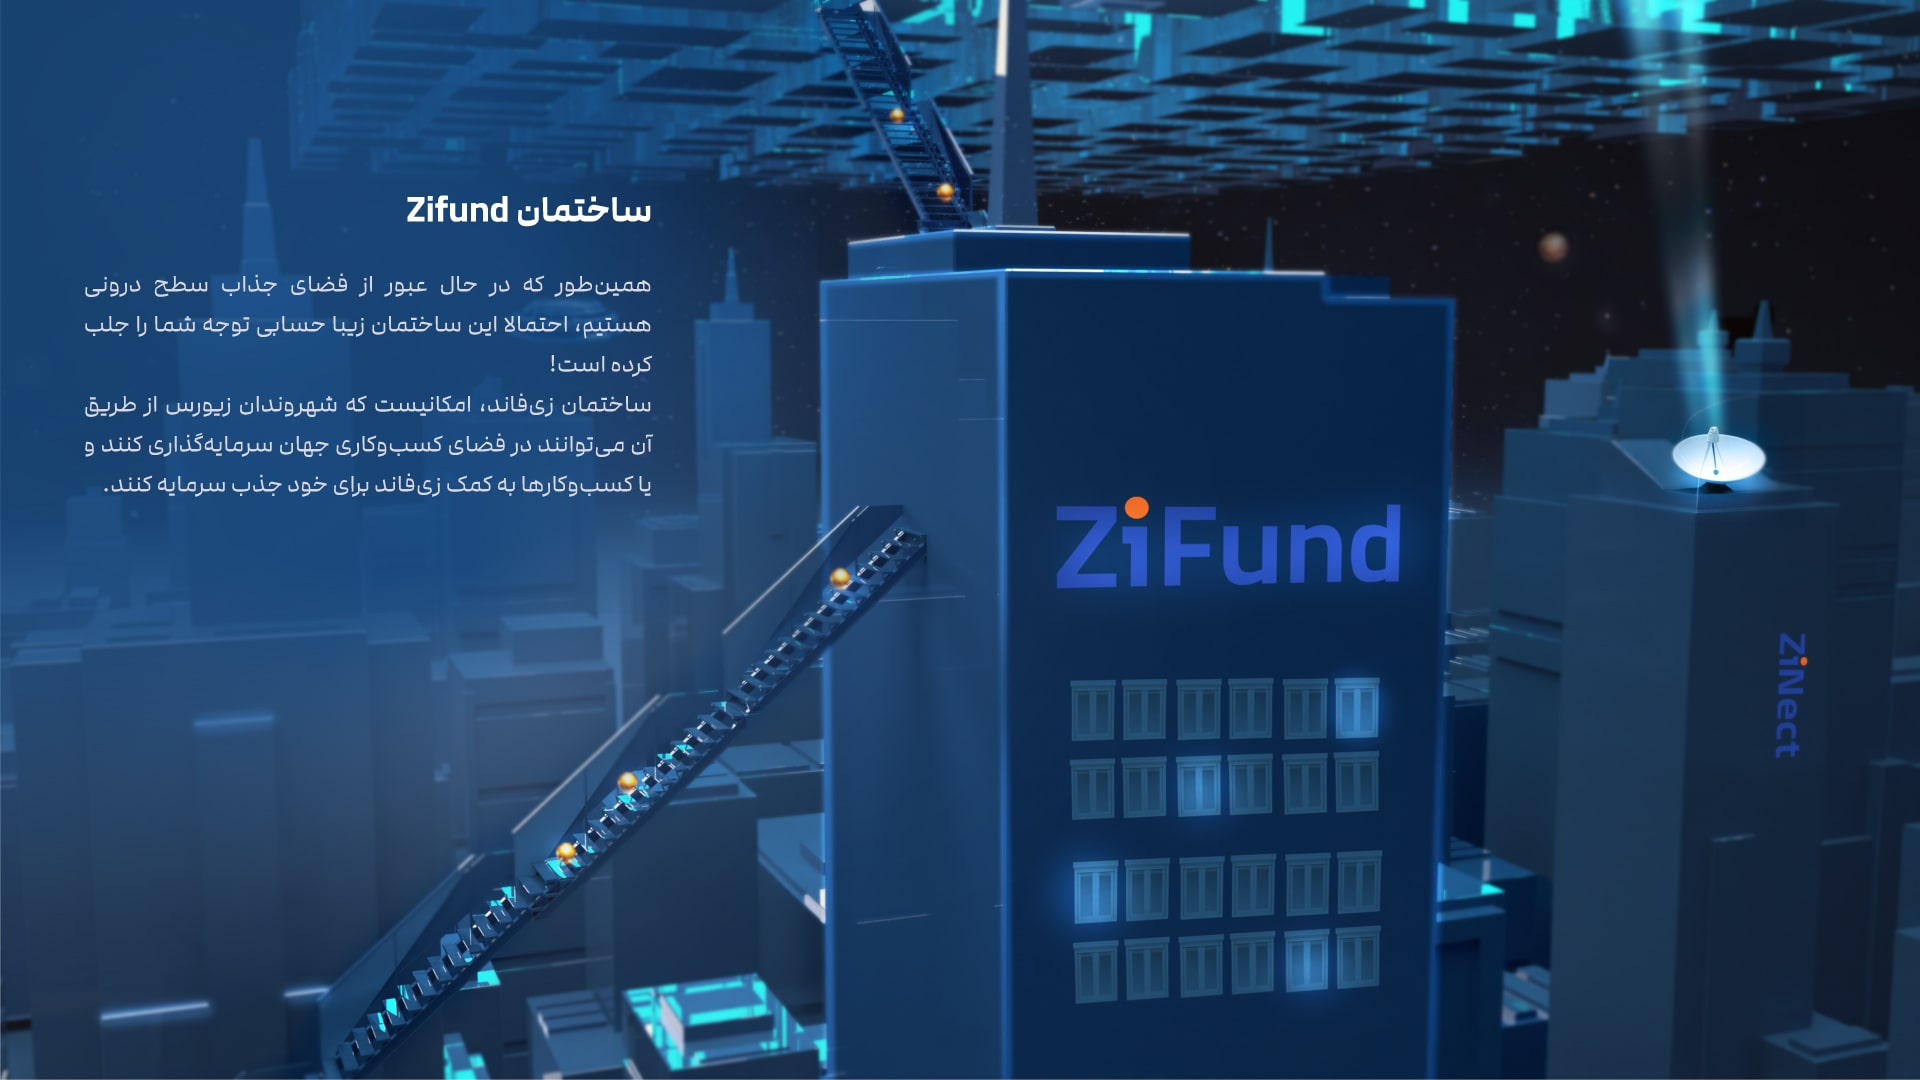 ساختمان Zifund
همین‌طور که در حال عبور از فضای جذاب سطح درونی
هستیم، احتمالا این ساختمان زیبا حسابی توجه شما را جلب
کرده است!
ساختمان زی‌فاند، امکانیست که شهروندان زیورس از طریق
آن می‌توانند در فضای کسب‌وکاری جهان سرمایه‌گذاری کنند و
یا کسب‌وکارها به کمک زی‌فاند برای خود جذب سرمایه کنند.
ZiFund
ZiNect